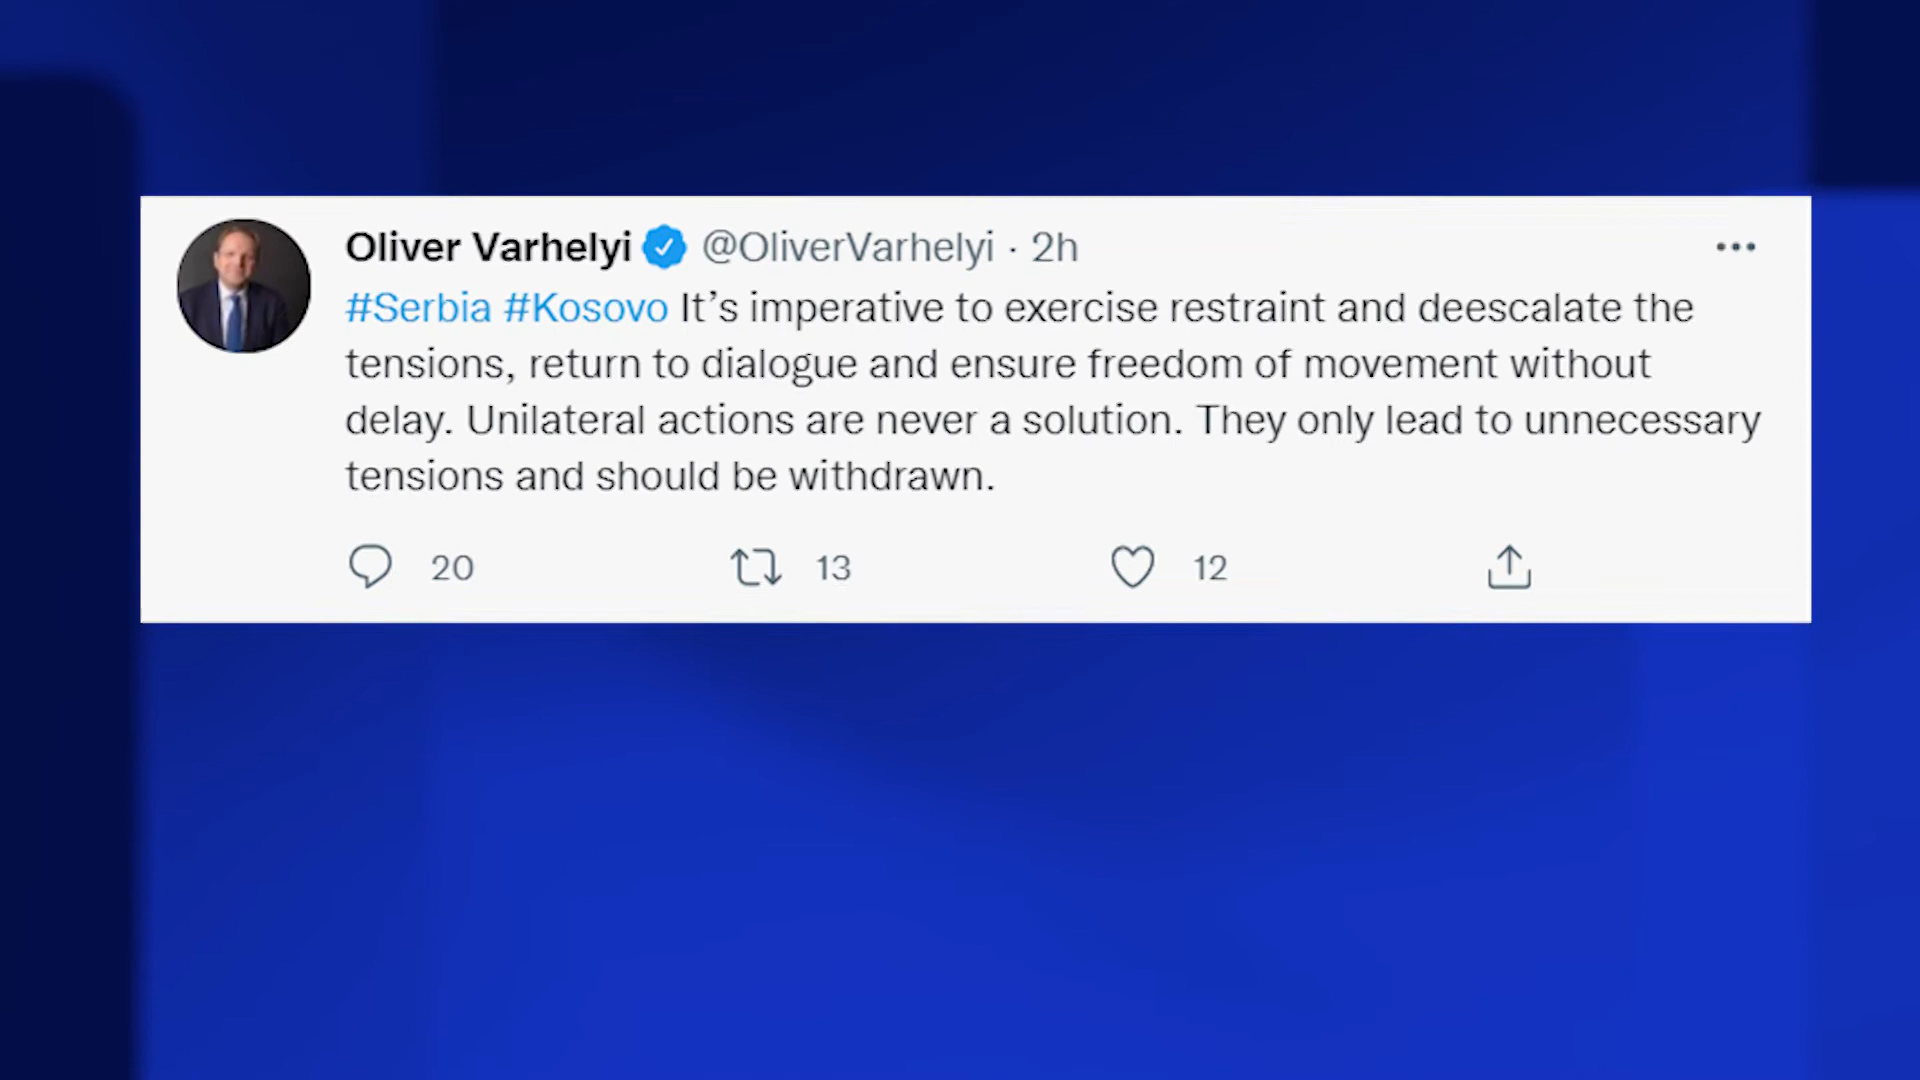 Oliver Varhelyi @OliverVarhelyi · 2h
#Serbia #Kosovo It’s imperative to exercise restraint and deescalate the
tensions, return to dialogue and ensure freedom of movement without
delay. Unilateral actions are never a solution. They only lead to unnecessary
tensions and should be withdrawn.
20 13 12